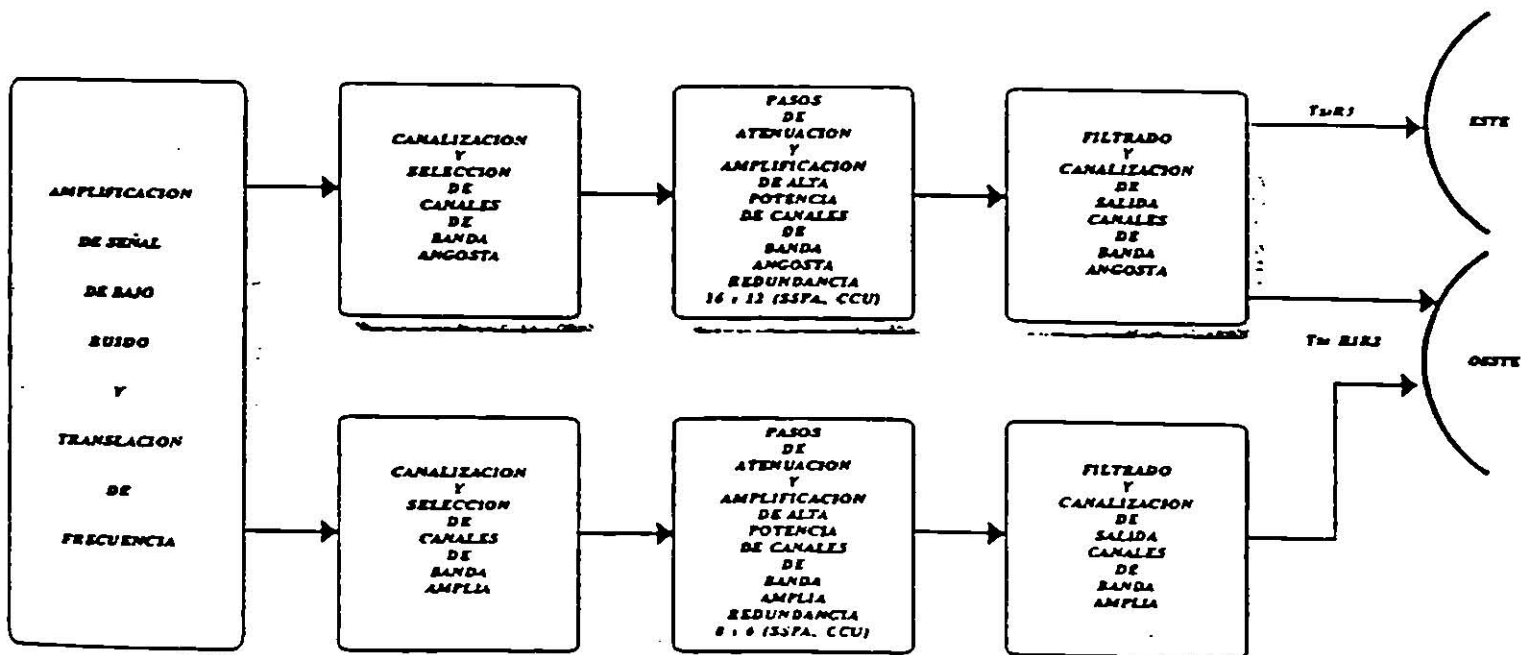 AMPLIFICACION
DE SEÑAL
DE BAJO
RUIDO
Y
TRANSLACION
DE
FRECUENCIA
CANALIZACION
Y
SELECCION
DE
CANALES
DE
BANDA
ANGOSTA
PASOS
DE
ATENUACION
Y
AMPLIFICACION
DE ALTA
POTENCIA
DE CANALES
DE
BANDA
ANGOSTA
REDUNDANCIA
16 : 12 (SSPA, CCU)
FILTRADO
Y
CANALIZACION
DE
SALIDA
CANALES
DE
BANDA
ANGOSTA
ESTE
OESTE
CANALIZACION
Y
SELECCION
DE
CANALES
DE
BANDA
AMPLIA
PASOS
DE
ATENUACION
Y
AMPLIFICACION
DE ALTA
POTENCIA
DE CANALES
DE
BANDA
AMPLIA
REDUNDANCIA
8 : 6 (SSPA, CCU)
FILTRADO
Y
CANALIZACION
DE
SALIDA
CANALES
DE
BANDA
AMPLIA